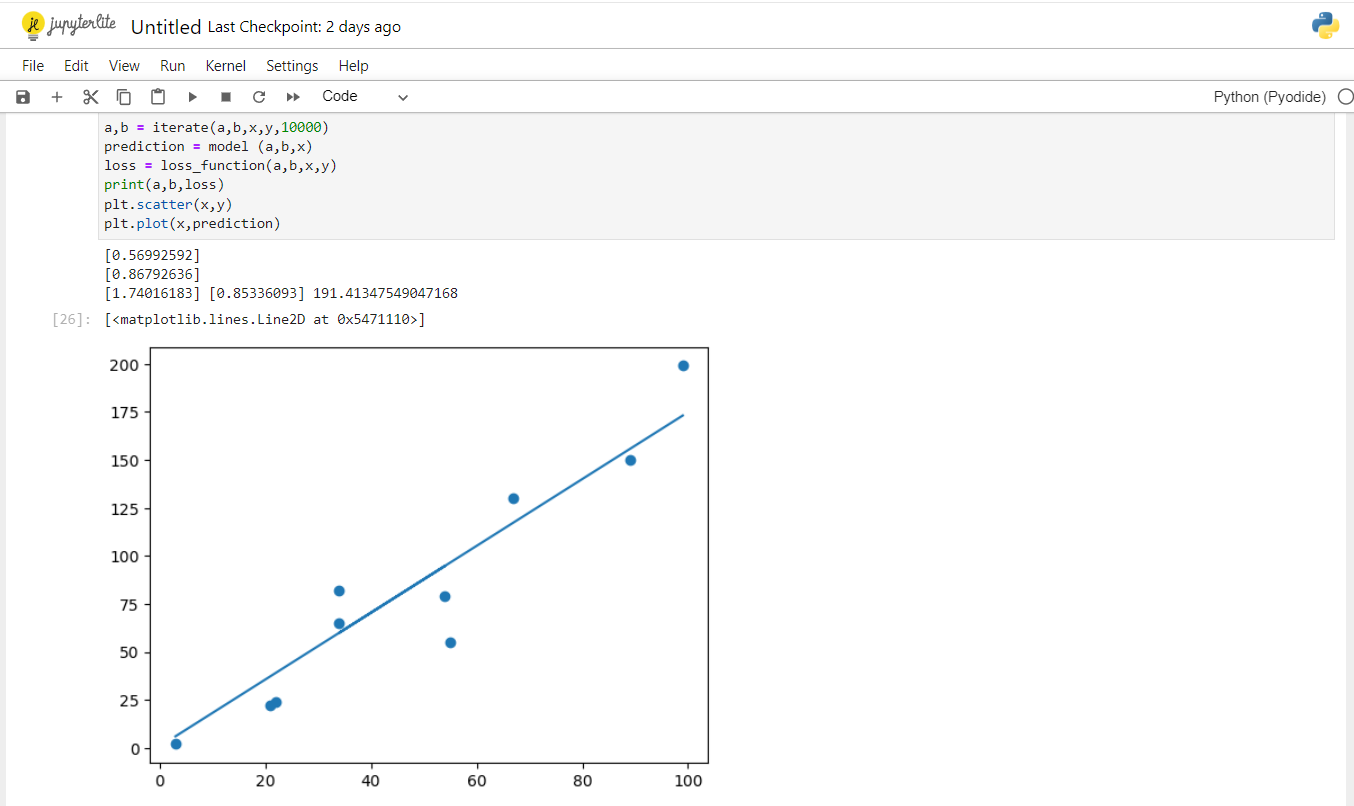 jupyterlite Untitled Last Checkpoint: 2 days ago
File Edit View Run Kernel Settings Help
Code Python (Pyodide)
a,b = iterate(a,b,x,y,10000)
prediction = model (a,b,x)
loss = loss_function(a,b,x,y)
print(a,b,loss)
plt.scatter(x,y)
plt.plot(x,prediction)
[0.56992592]
[0.86792636]
[1.74016183] [0.85336093] 191.41347549047168
[26]: [<matplotlib.lines.Line2D at 0x5471110>]
200
175
150
125
100
75
50
25
0
0 20 40 60 80 100